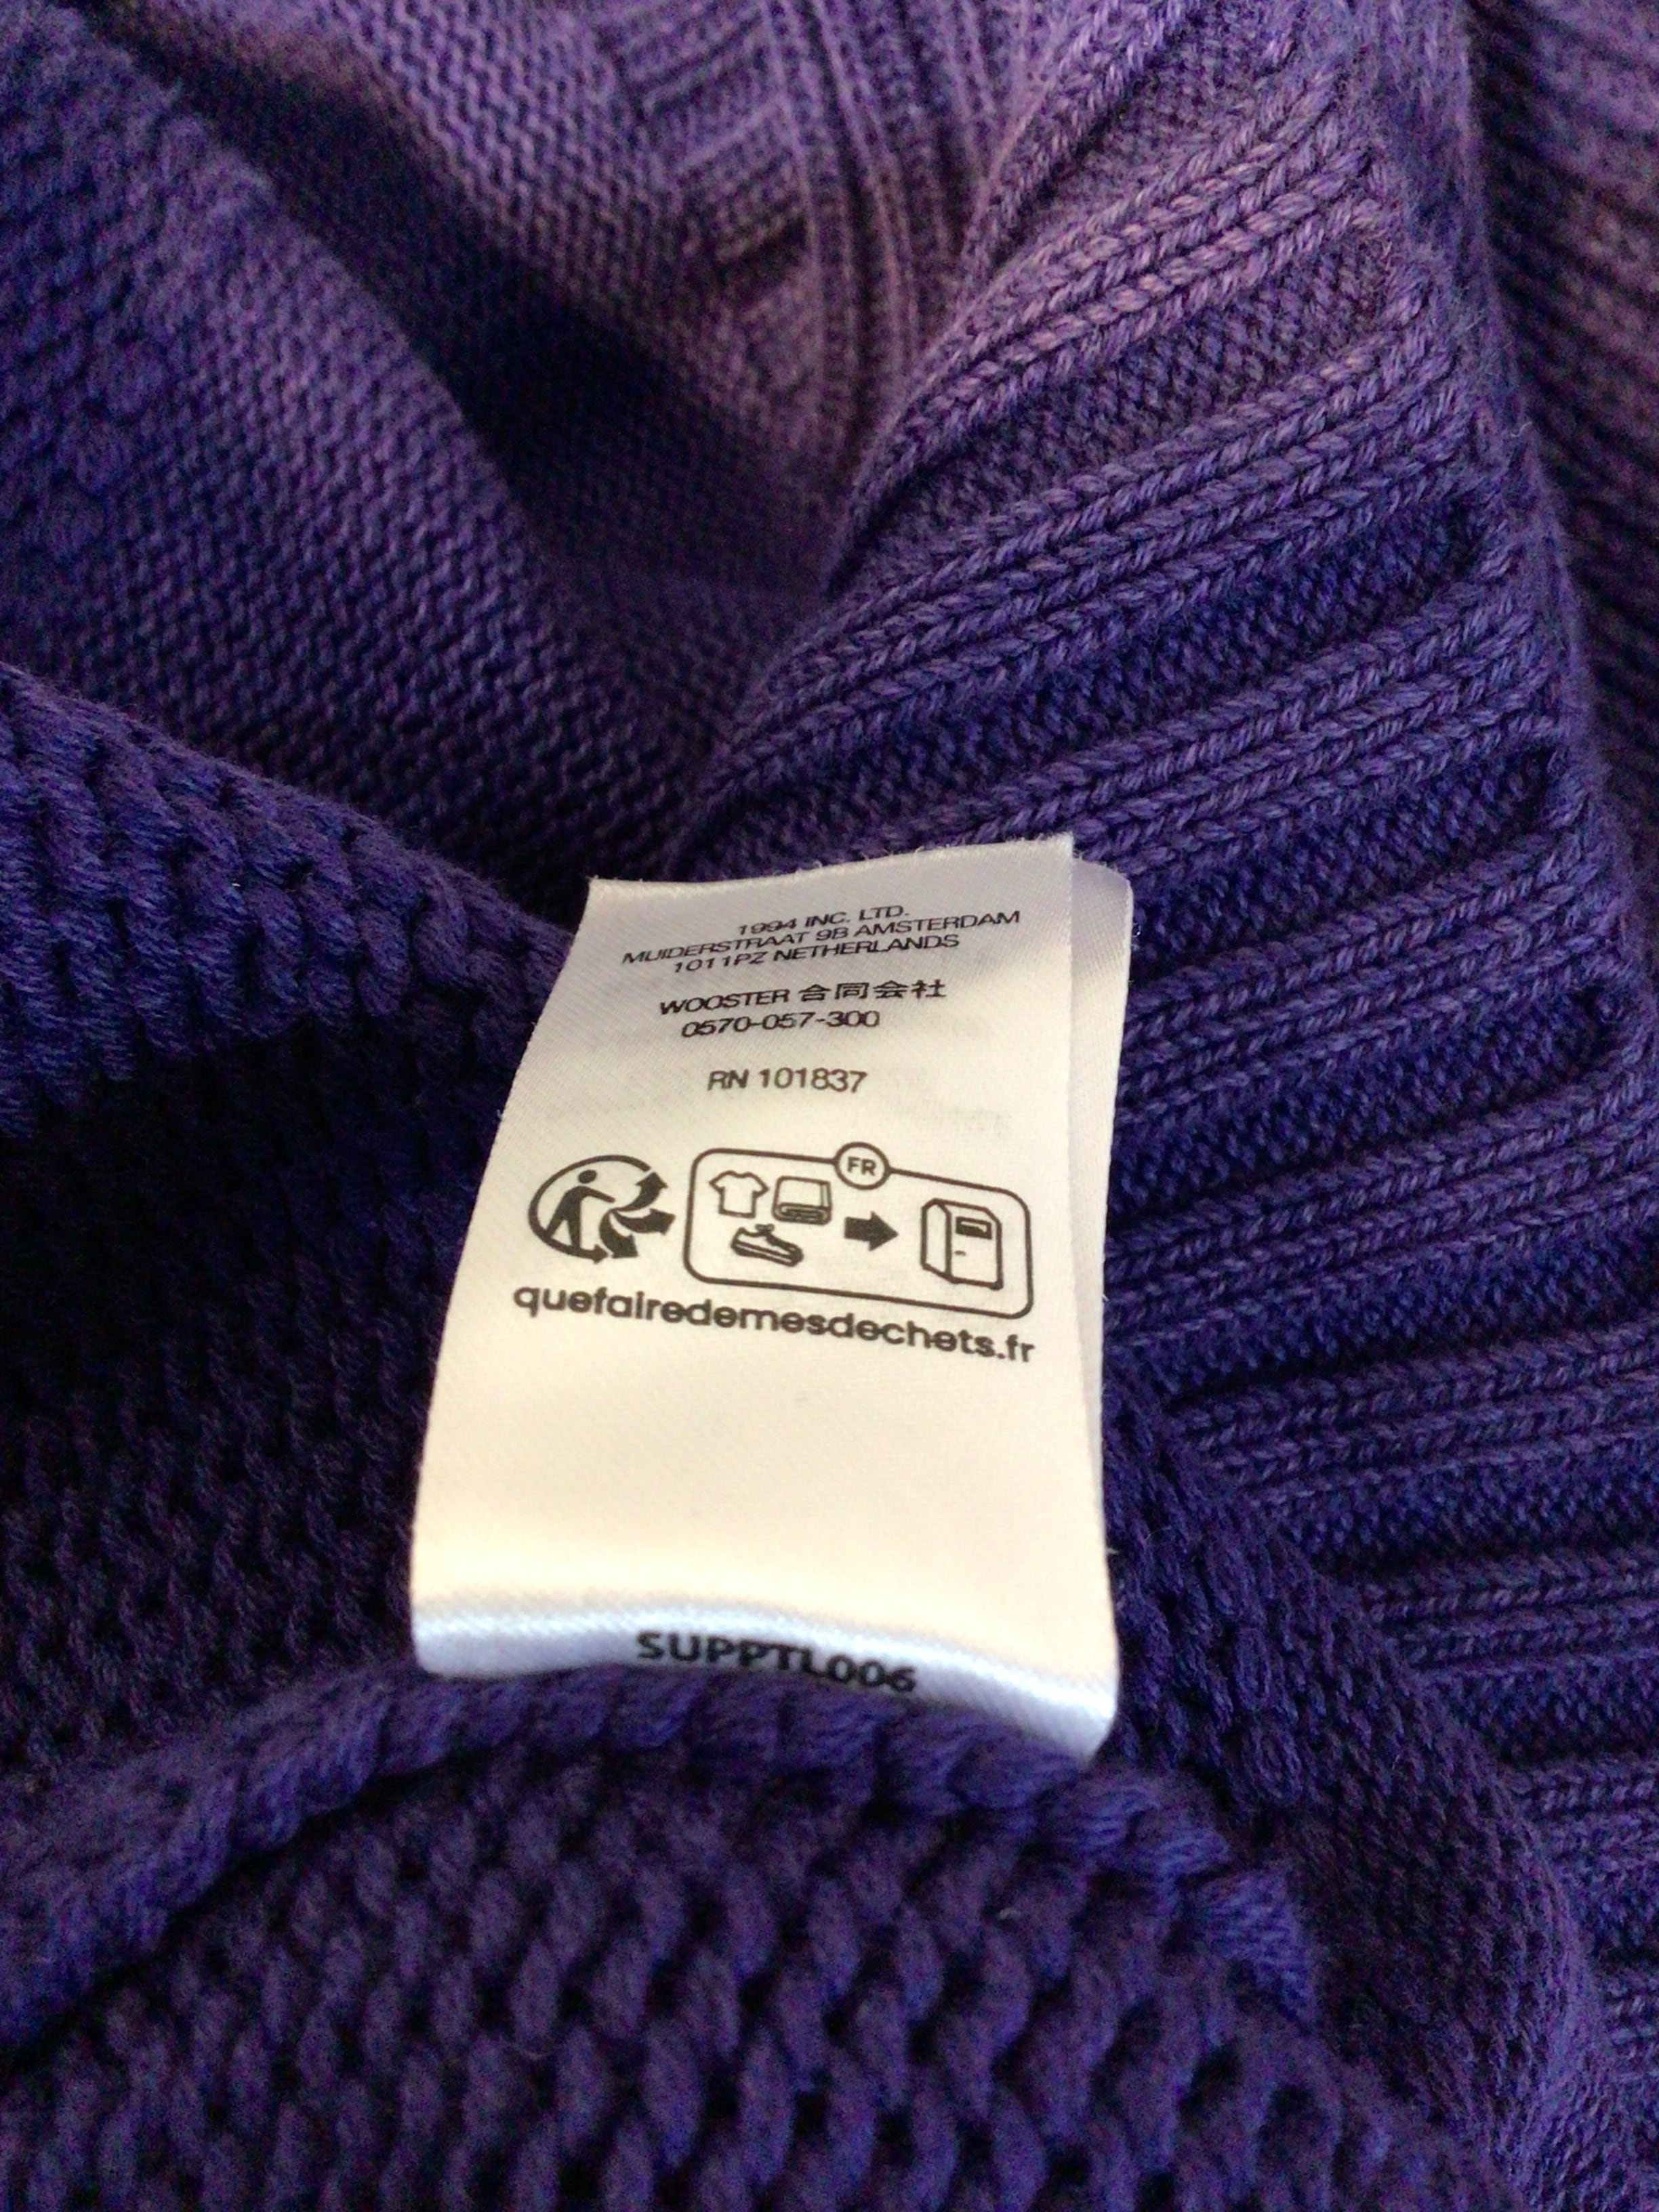 1994 INC. LTD.
MUIDERSTRAAT 9B AMSTERDAM
1011PZ NETHERLANDS
WOOSTER 合同会社
0570-057-300
RN 101837
FR
quefairedemesdechets.fr
SUPPTL006